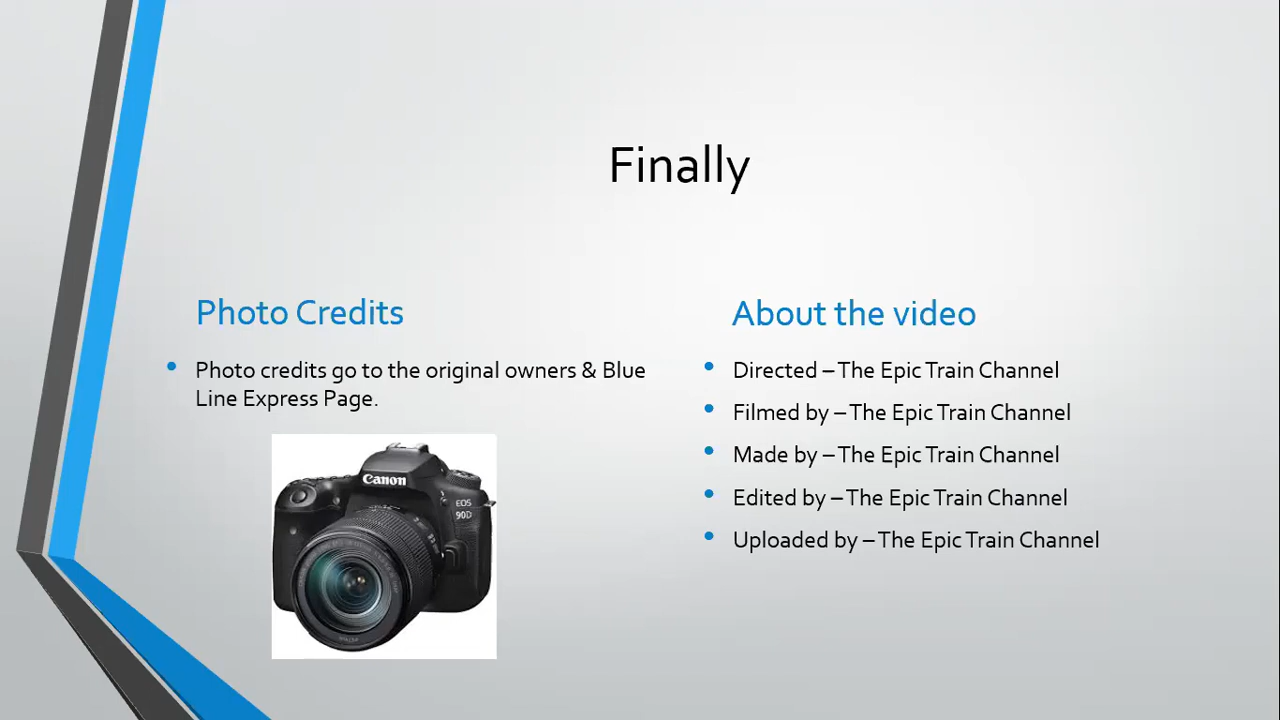 Finally
Photo Credits
• Photo credits go to the original owners & Blue
Line Express Page.
Canon
EOS
90D
About the video
• Directed – The Epic Train Channel
• Filmed by – The Epic Train Channel
• Made by – The Epic Train Channel
• Edited by – The Epic Train Channel
• Uploaded by – The Epic Train Channel